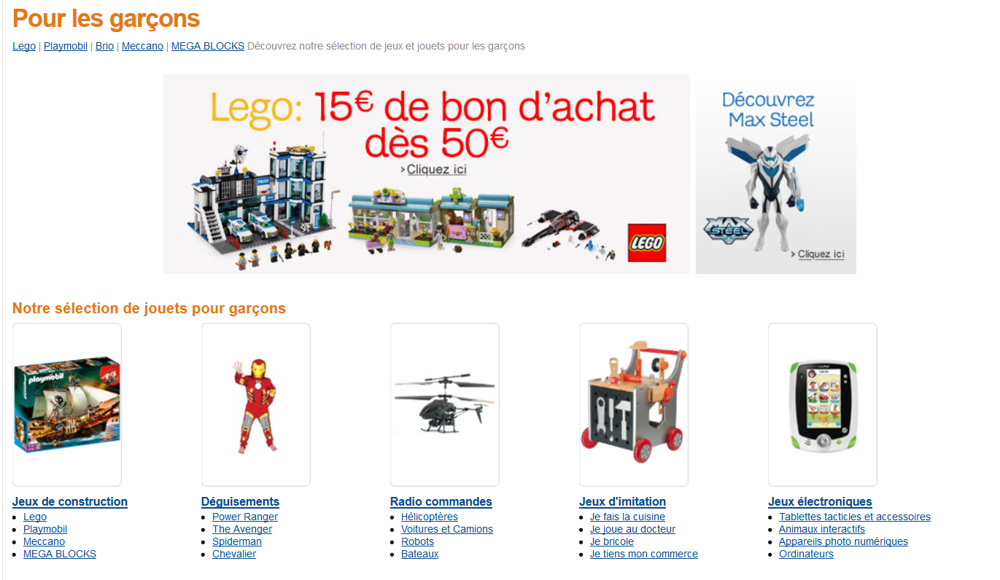 Pour les garçons
Lego | Playmobil | Brio | Meccano | MEGA BLOCKS Découvrez notre sélection de jeux et jouets pour les garçons
Lego: 15€ de bon d'achat
dès 50€
> Cliquez ici
POLICE
LEGO
Découvrez
Max Steel
MAX STEEL
> Cliquez ici
Notre sélection de jouets pour garçons
playmobil
Jeux de construction
Lego
Playmobil
Meccano
MEGA BLOCKS
Déguisements
Power Ranger
The Avenger
Spiderman
Chevalier
Radio commandes
Hélicoptères
Voitures et Camions
Robots
Bateaux
Jeux d'imitation
Je fais la cuisine
Je joue au docteur
Je bricole
Je tiens mon commerce
Jeux électroniques
Tablettes tacticles et accessoires
Animaux interactifs
Appareils photo numériques
Ordinateurs